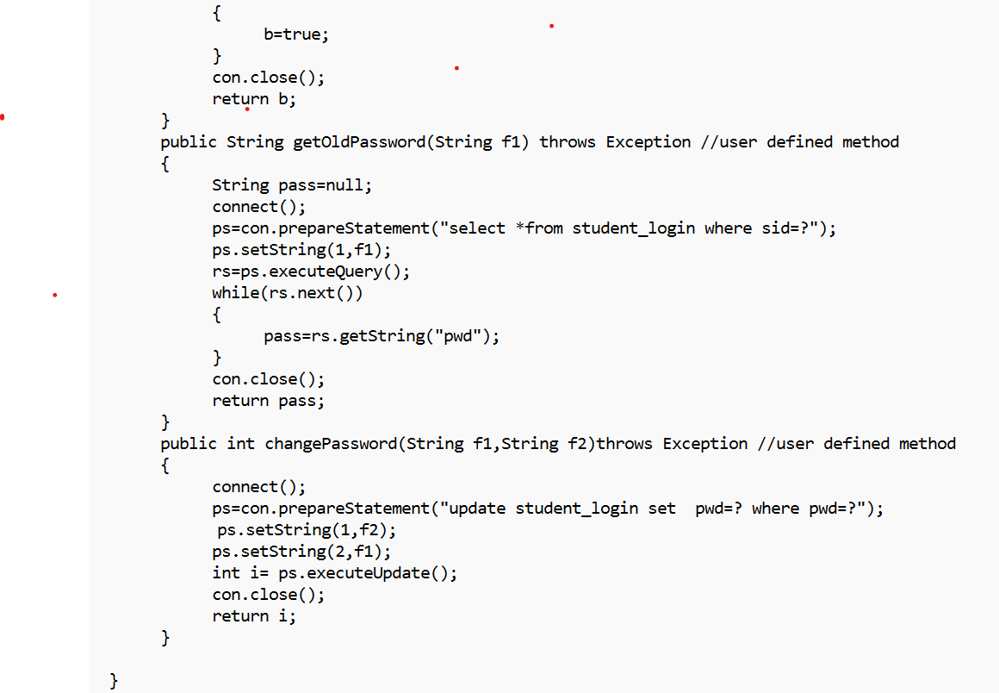 {
b=true;
}
con.close();
return b;
}
public String getOldPassword(String f1) throws Exception //user defined method
{
String pass=null;
connect();
ps=con.prepareStatement("select *from student_login where sid=?");
ps.setString(1,f1);
rs=ps.executeQuery();
while(rs.next())
{
pass=rs.getString("pwd");
}
con.close();
return pass;
}
public int changePassword(String f1,String f2)throws Exception //user defined method
{
connect();
ps=con.prepareStatement("update student_login set  pwd=? where pwd=?");
ps.setString(1,f2);
ps.setString(2,f1);
int i= ps.executeUpdate();
con.close();
return i;
}
}